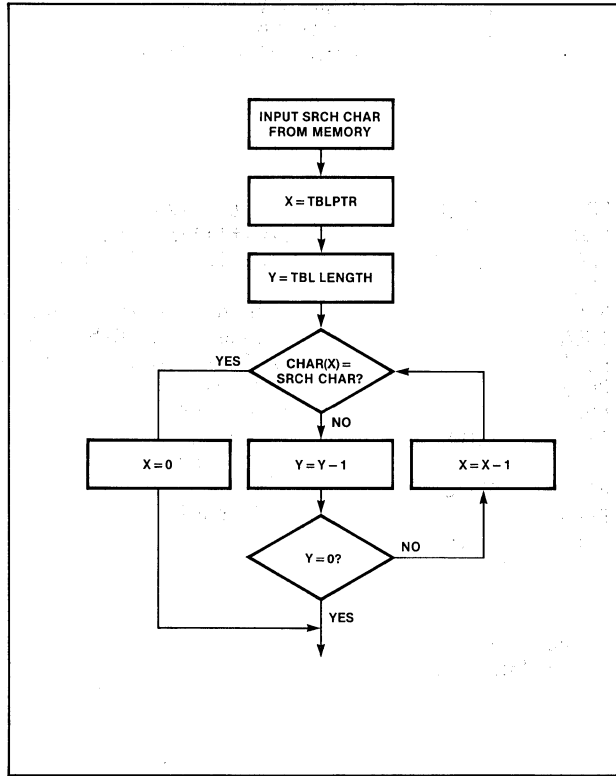 INPUT SRCH CHAR
FROM MEMORY
X = TBLPTR
Y = TBL LENGTH
YES
CHAR(X) =
SRCH CHAR?
NO
X = 0
Y = Y − 1
X = X − 1
Y = 0?
NO
YES